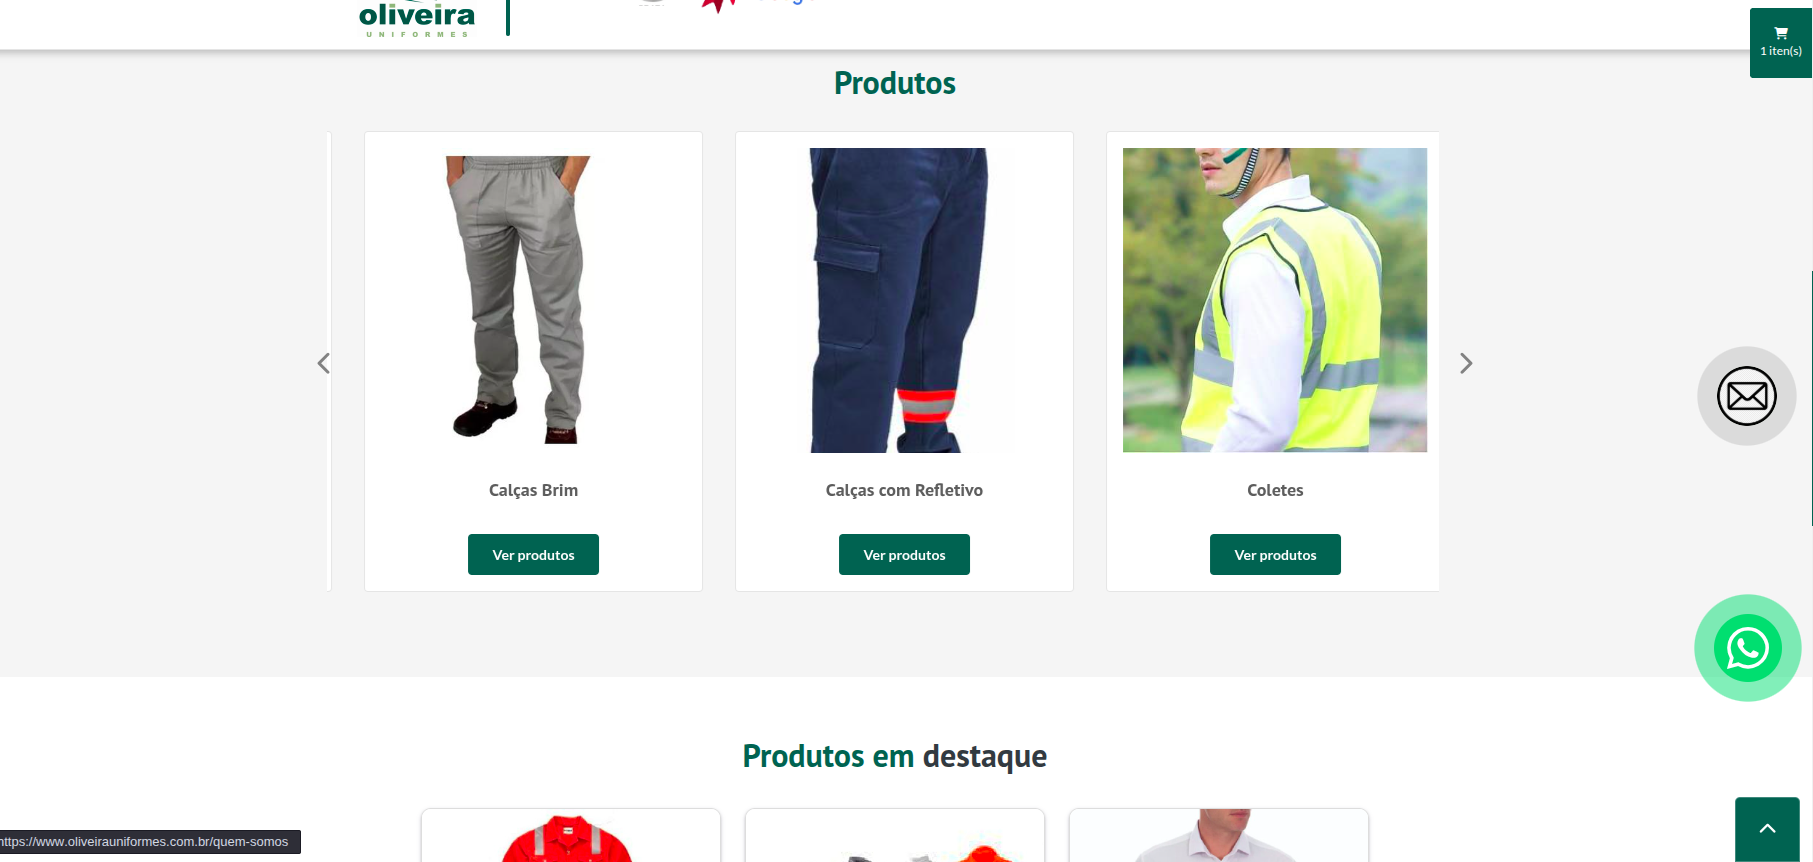 oliveira
UNIFORMES
1 iten(s)
Produtos
Calças Brim
Calças com Refletivo
Coletes
Ver produtos
Ver produtos
Ver produtos
Produtos em destaque
https://www.oliveirauniformes.com.br/quem-somos